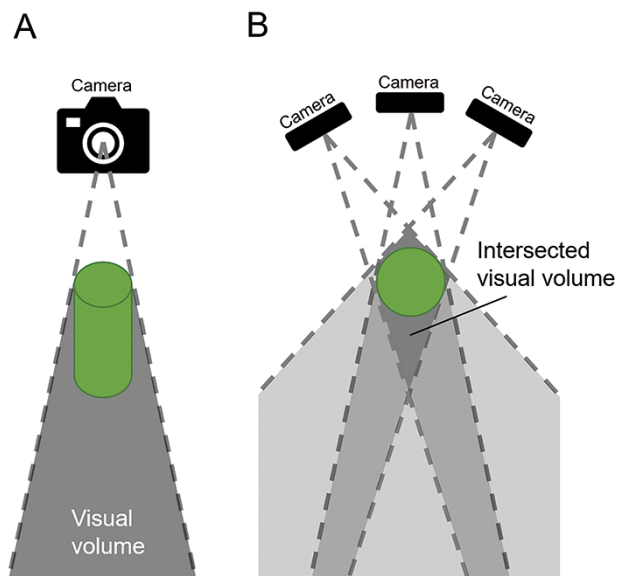 A
B
Camera
Camera
Camera
Camera
Intersected
visual volume
Visual
volume